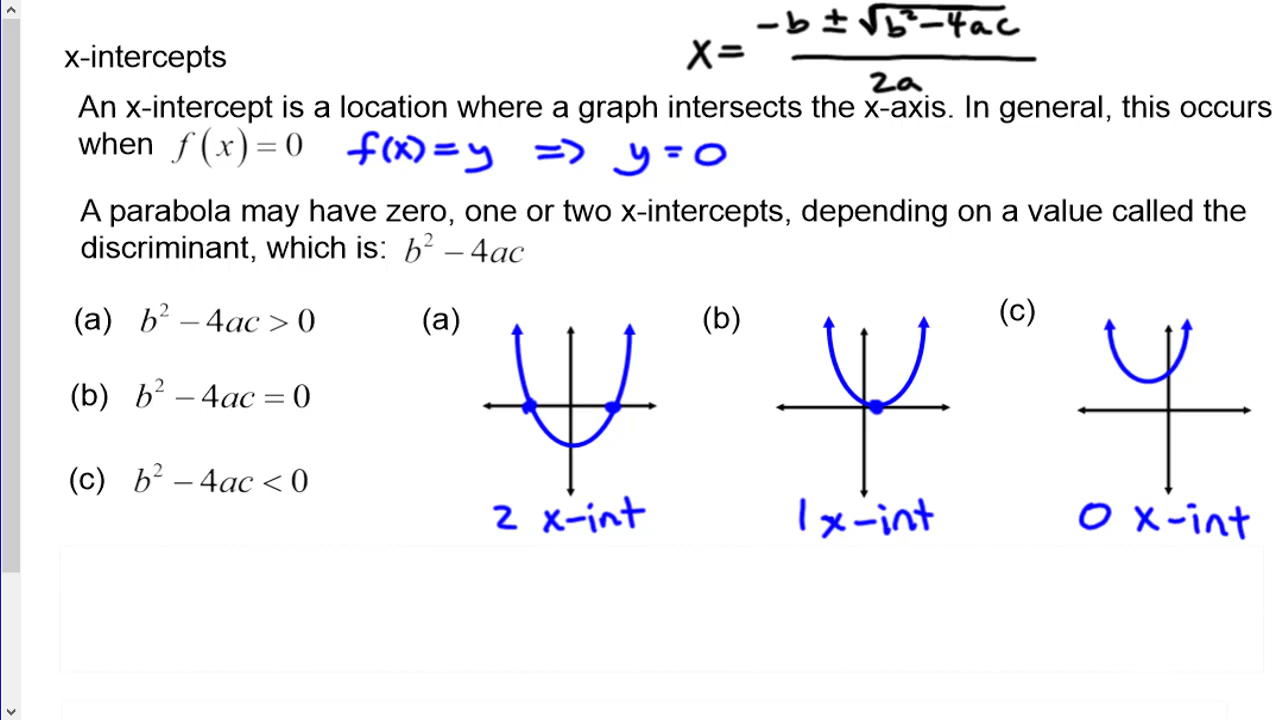 x-intercepts
x = -b ± √b² - 4ac / 2a
An x-intercept is a location where a graph intersects the x-axis. In general, this occurs
when f(x) = 0 f(x) = y => y = 0
A parabola may have zero, one or two x-intercepts, depending on a value called the
discriminant, which is: b² - 4ac
(a) b² - 4ac > 0
(b) b² - 4ac = 0
(c) b² - 4ac < 0
(a)
2 x-int
(b)
1 x-int
(c)
0 x-int